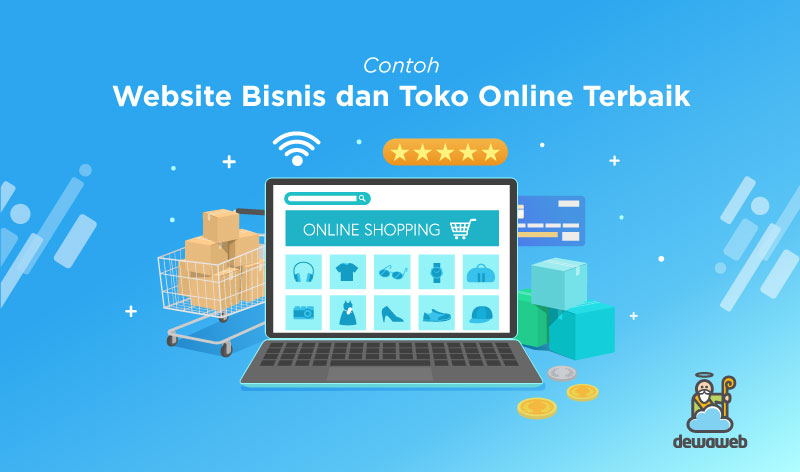 Contoh
Website Bisnis dan Toko Online Terbaik
ONLINE SHOPPING
dewaweb